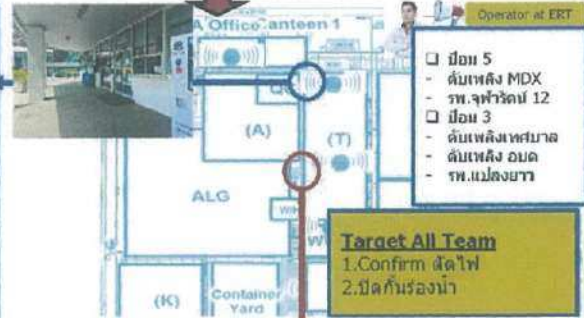 A Office
Canteen 1
Operator at ERT
❑ ป้อม 5
- ดับเพลิง MDX
- รพ.จุฬารัตน์ 12
❑ ป้อม 3
- ดับเพลิงเทศบาล
- ดับเพลิง อบต
- รพ.แปลงยาว
(A)
(T)
ALG
Target All Team
1.Confirm ตัดไฟ
2.ปิดกั้นร่องน้ำ
(K)
Container
Yard